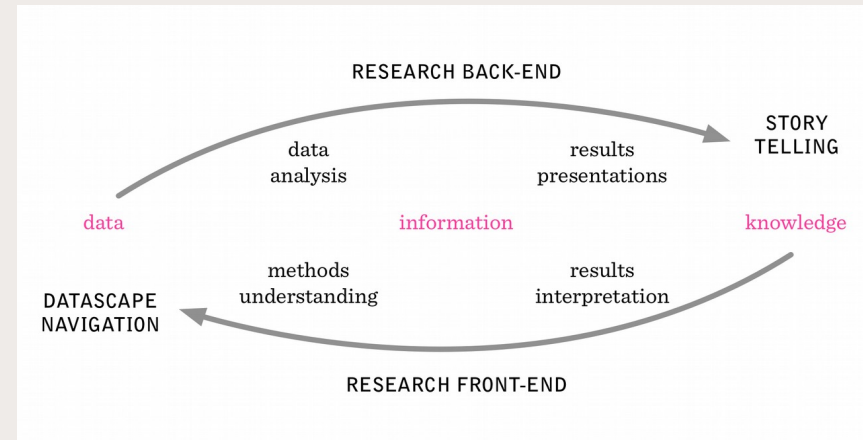 RESEARCH BACK-END
STORY
TELLING
data
analysis
results
presentations
data
information
knowledge
methods
understanding
results
interpretation
DATASCAPE
NAVIGATION
RESEARCH FRONT-END